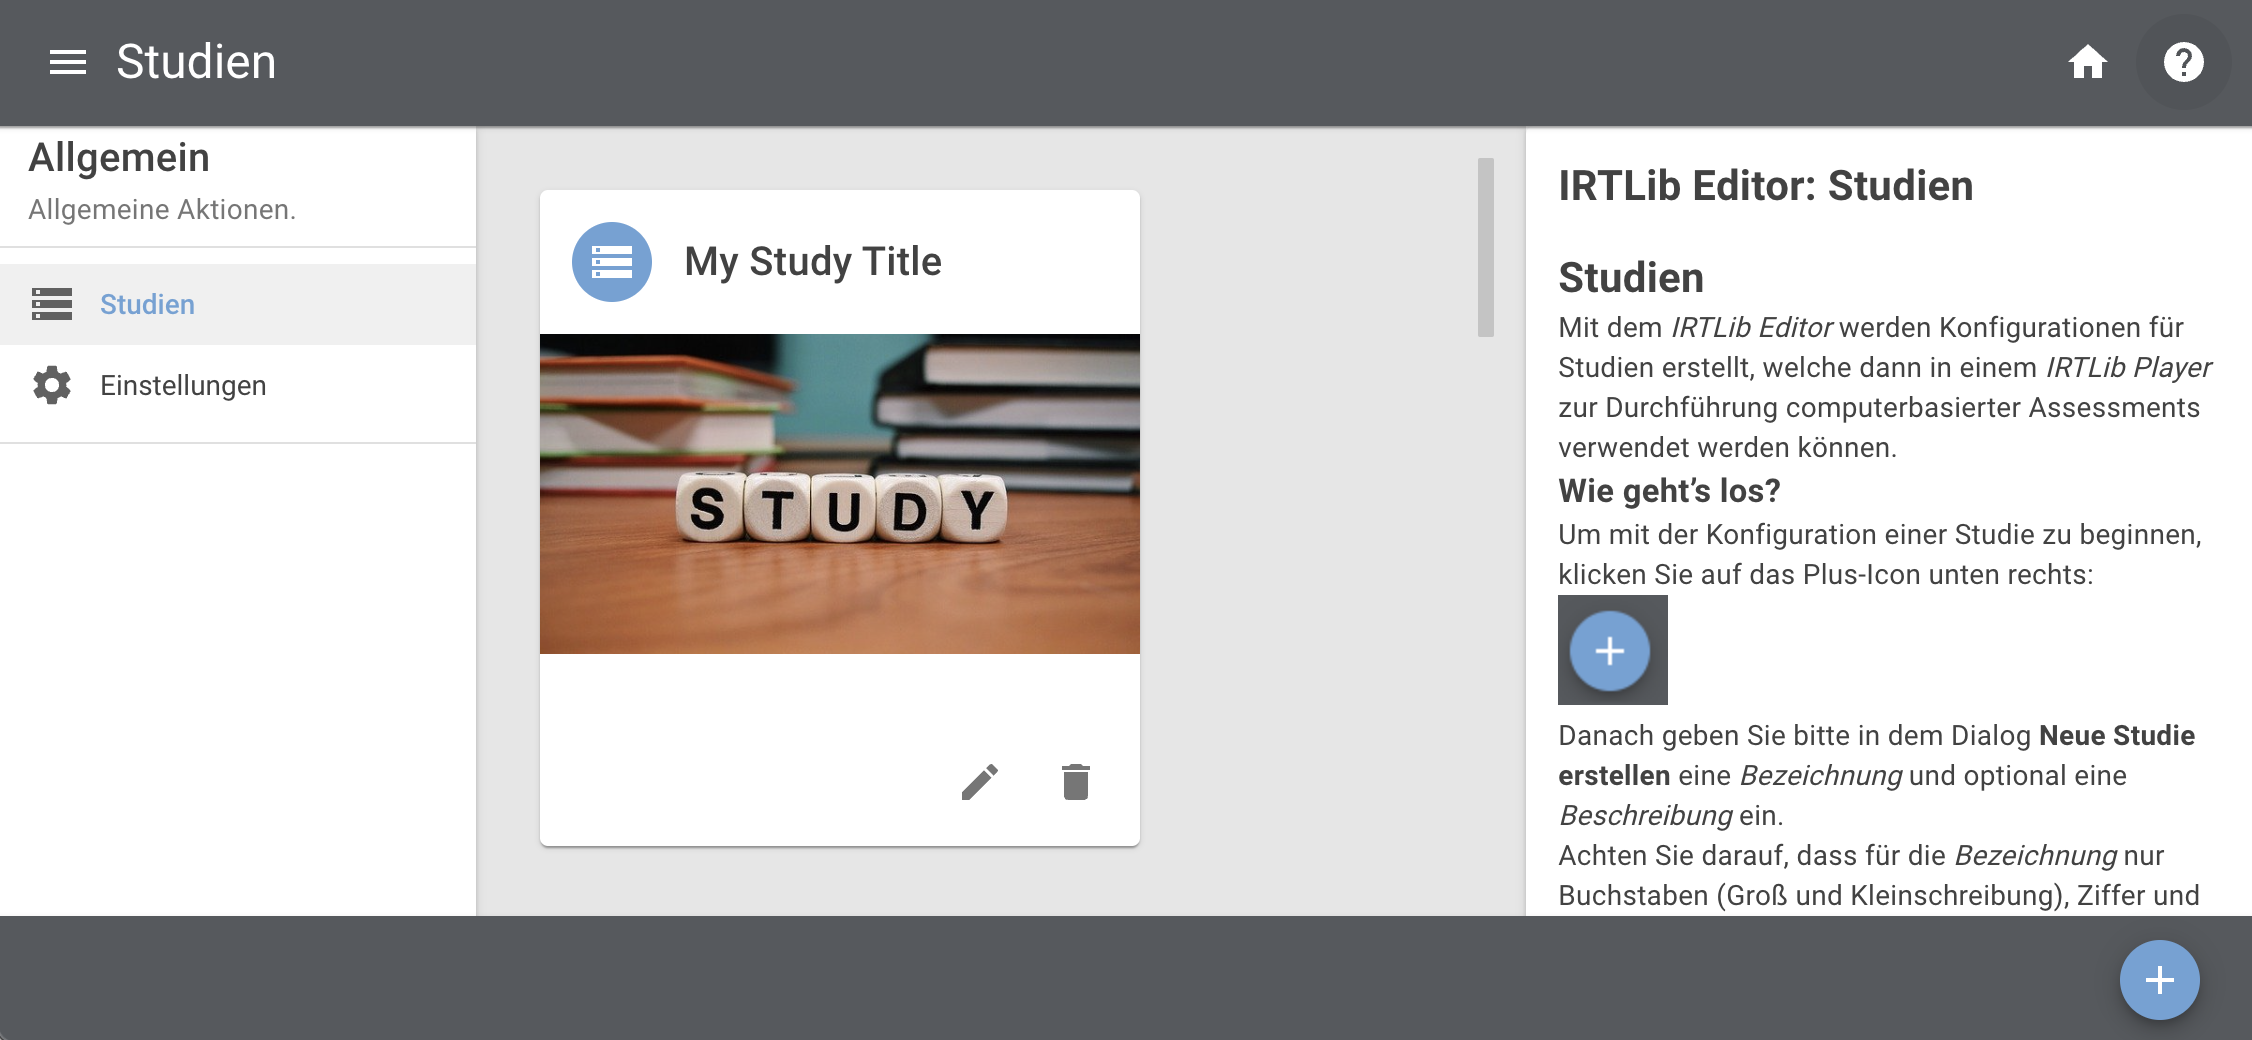 Studien
Allgemein
Allgemeine Aktionen.
Studien
Einstellungen
My Study Title
STUDY
IRTLib Editor: Studien
Studien
Mit dem IRTLib Editor werden Konfigurationen für
Studien erstellt, welche dann in einem IRTLib Player
zur Durchführung computerbasierter Assessments
verwendet werden können.
Wie geht’s los?
Um mit der Konfiguration einer Studie zu beginnen,
klicken Sie auf das Plus-Icon unten rechts:
Danach geben Sie bitte in dem Dialog Neue Studie
erstellen eine Bezeichnung und optional eine
Beschreibung ein.
Achten Sie darauf, dass für die Bezeichnung nur
Buchstaben (Groß und Kleinschreibung), Ziffer und